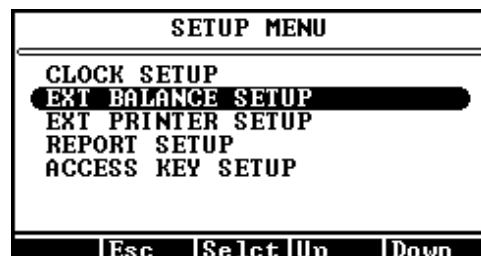 SETUP MENU
CLOCK SETUP
EXT BALANCE SETUP
EXT PRINTER SETUP
REPORT SETUP
ACCESS KEY SETUP
Esc Selct Up Down